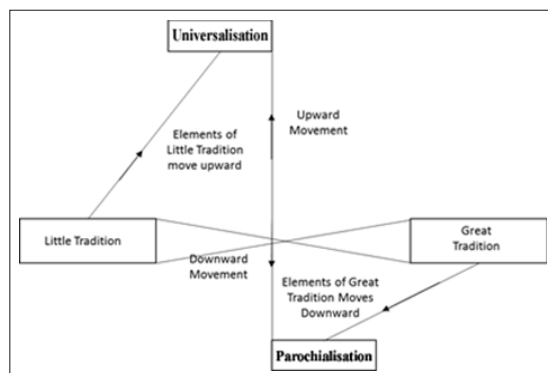 Universalisation
Upward
Movement
Elements of
Little Tradition
move upward
Little Tradition
Great
Tradition
Downward
Movement
Elements of Great
Tradition Moves
Downward
Parochialisation